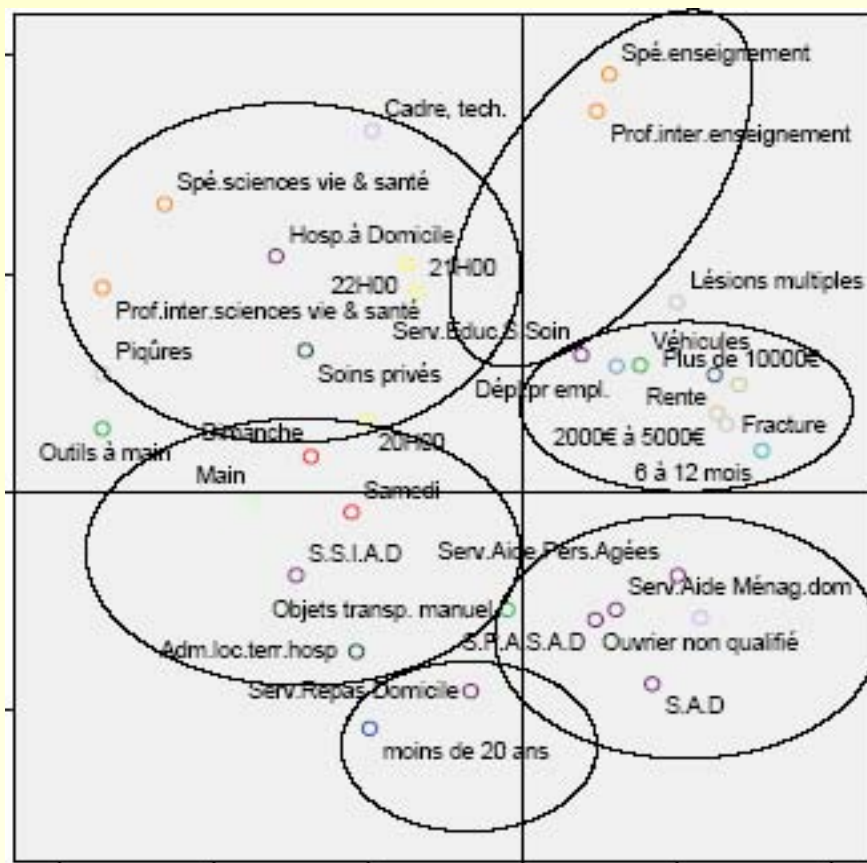 Spé.enseignement
Cadre, tech.
Prof.inter.enseignement
Spé.sciences vie & santé
Hosp.à Domicile
21H00
22H00
Lésions multiples
Prof.inter.sciences vie & santé
Serv.Educ.S.Soin
Véhicules
Piqûres
Plus de 10000€
Soins privés
Dépl.pr empl.
Rente
Dimanche
20H00
2000€ à 5000€
Fracture
Outils à main
Main
6 à 12 mois
Samedi
S.S.I.A.D
Serv.Aide.Pers.Agées
Serv.Aide Ménag.dom
Objets transp. manuel
S.P.A.S.A.D
Ouvrier non qualifié
Adm.loc.terr.hosp
Serv.Repas.Domicile
S.A.D
moins de 20 ans